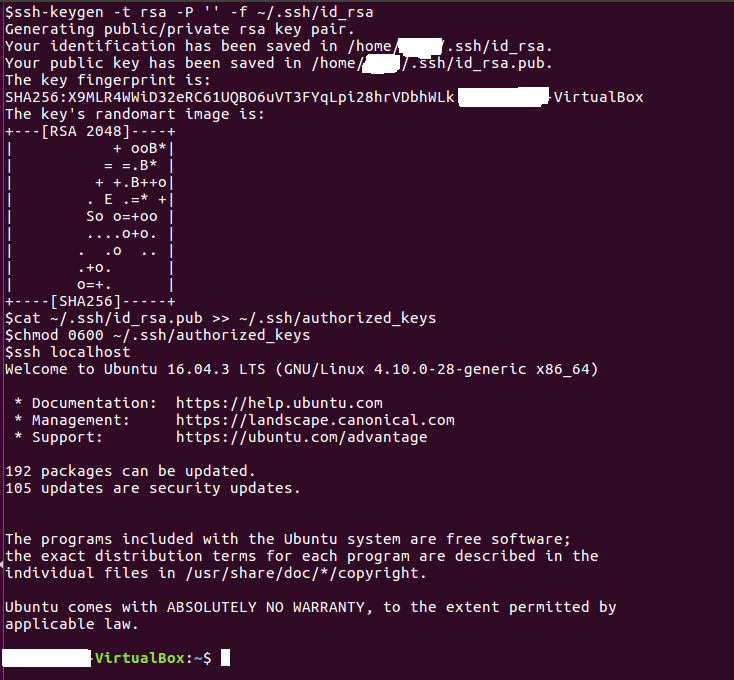 $ssh-keygen -t rsa -P '' -f ~/.ssh/id_rsa
Generating public/private rsa key pair.
Your identification has been saved in /home/ /.ssh/id_rsa.
Your public key has been saved in /home/ /.ssh/id_rsa.pub.
The key fingerprint is:
SHA256:X9MLR4WWiD32eRC61UQBO6uVT3FYqLpi28hrVDbhWLk -VirtualBox
The key's randomart image is:
+---[RSA 2048]----+
|           + ooB*|
|          = =.B* |
|         + +.B++o|
|        . E .=* +|
|        So o=+oo |
|        ....o+o. |
|       .  .o  .. |
|       .+o.      |
|       o=+.      |
+----[SHA256]-----+
$cat ~/.ssh/id_rsa.pub >> ~/.ssh/authorized_keys
$chmod 0600 ~/.ssh/authorized_keys
$ssh localhost
Welcome to Ubuntu 16.04.3 LTS (GNU/Linux 4.10.0-28-generic x86_64)
 * Documentation:  https://help.ubuntu.com
 * Management:     https://landscape.canonical.com
 * Support:        https://ubuntu.com/advantage
192 packages can be updated.
105 updates are security updates.
The programs included with the Ubuntu system are free software;
the exact distribution terms for each program are described in the
individual files in /usr/share/doc/*/copyright.
Ubuntu comes with ABSOLUTELY NO WARRANTY, to the extent permitted by
applicable law.
-VirtualBox:~$